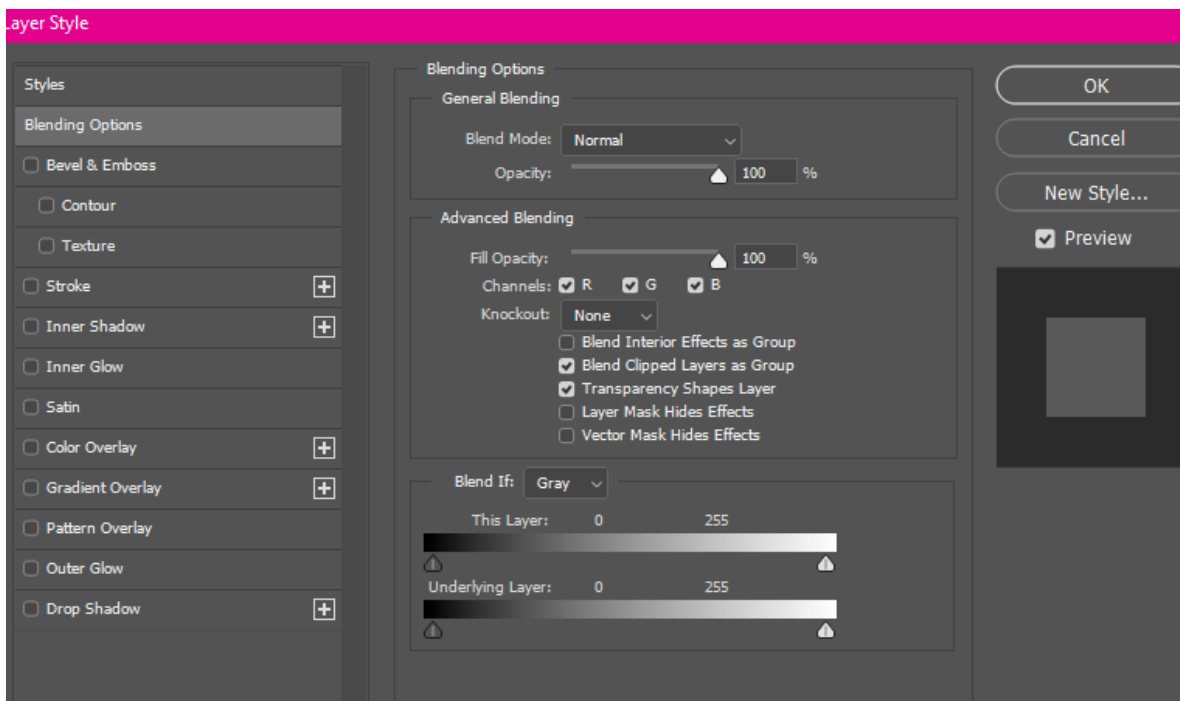 Layer Style
Styles
Blending Options
Bevel & Emboss
Contour
Texture
Stroke
Inner Shadow
Inner Glow
Satin
Color Overlay
Gradient Overlay
Pattern Overlay
Outer Glow
Drop Shadow
Blending Options
General Blending
Blend Mode: Normal
Opacity: 100 %
Advanced Blending
Fill Opacity: 100 %
Channels: R G B
Knockout: None
Blend Interior Effects as Group
Blend Clipped Layers as Group
Transparency Shapes Layer
Layer Mask Hides Effects
Vector Mask Hides Effects
Blend If: Gray
This Layer: 0 255
Underlying Layer: 0 255
OK
Cancel
New Style...
Preview